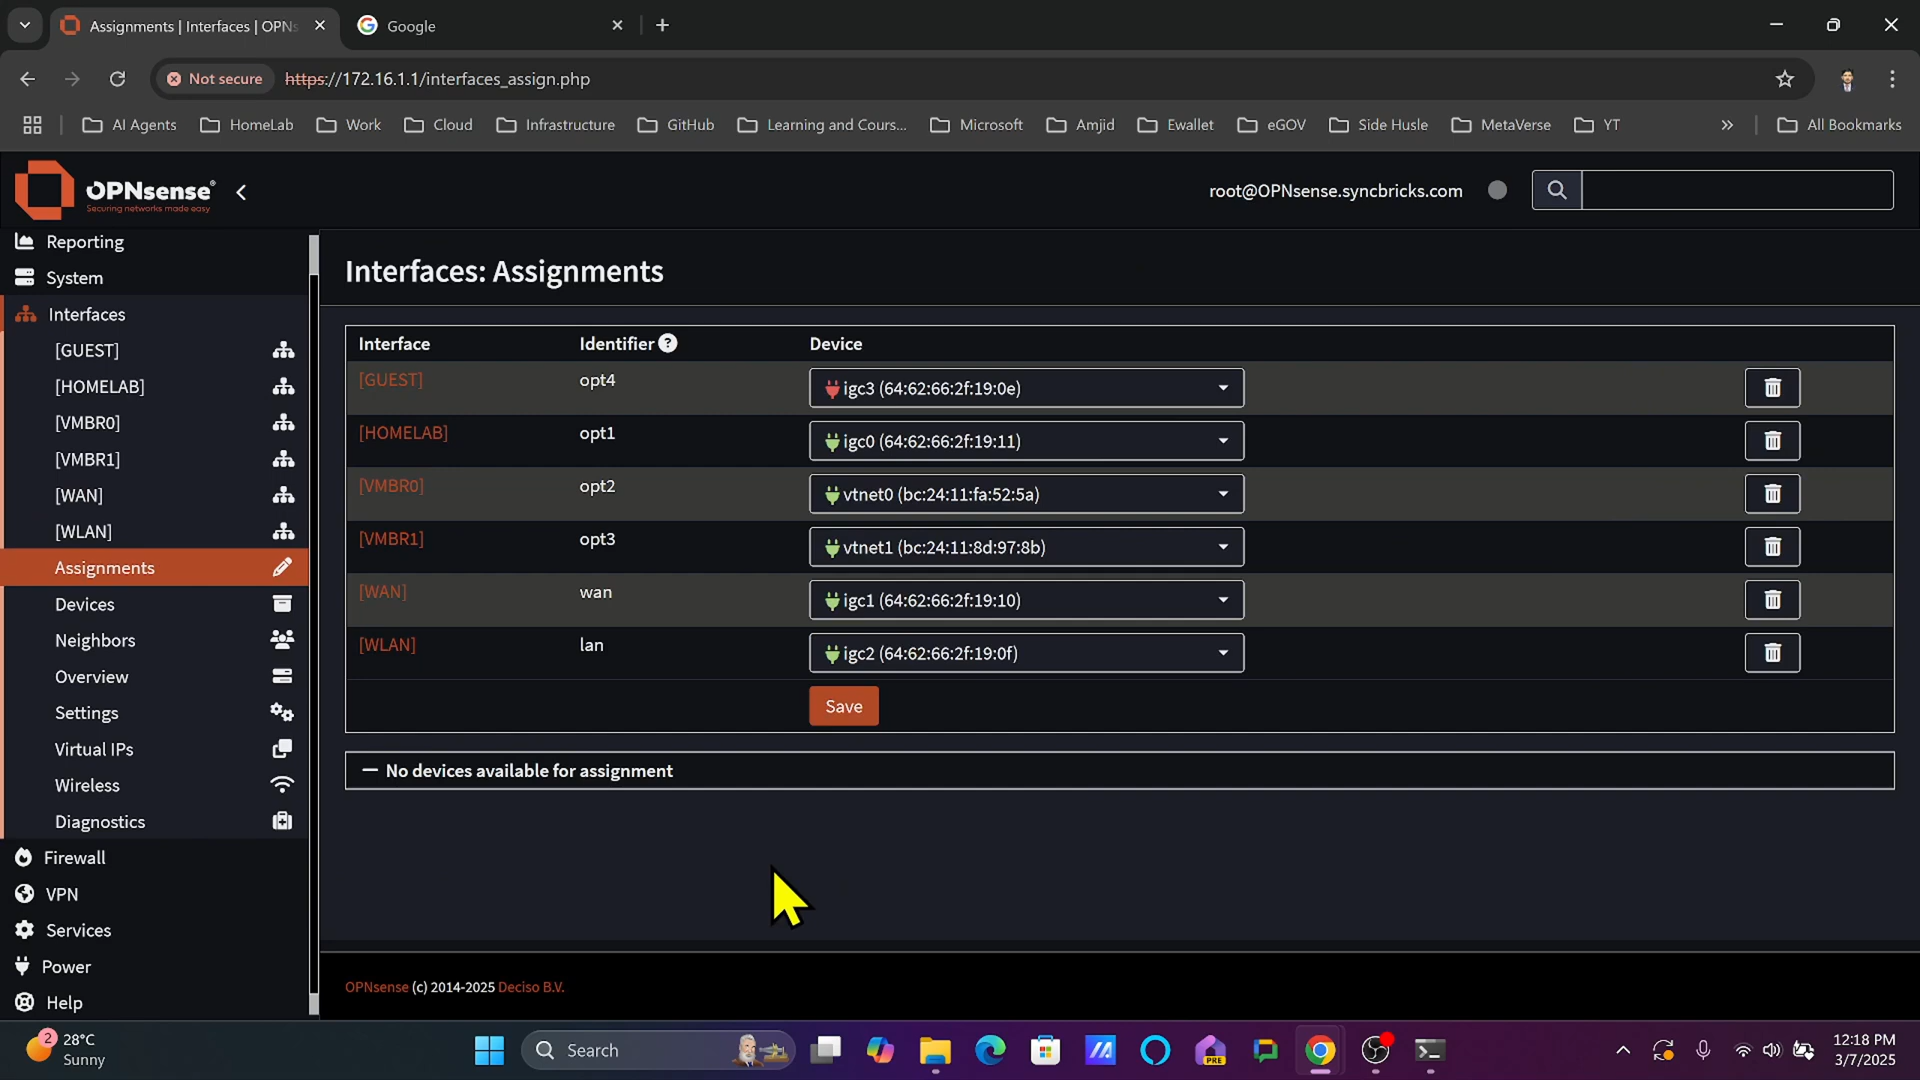 Assignments | Interfaces | OPNs
Google
Not secure
https://172.16.1.1/interfaces_assign.php
AI Agents
HomeLab
Work
Cloud
Infrastructure
GitHub
Learning and Cours...
Microsoft
Amjid
Ewallet
eGOV
Side Husle
MetaVerse
YT
All Bookmarks
OPNsense®
Securing networks made easy
root@OPNsense.syncbricks.com
Reporting
System
Interfaces
[GUEST]
[HOMELAB]
[VMBR0]
[VMBR1]
[WAN]
[WLAN]
Assignments
Devices
Neighbors
Overview
Settings
Virtual IPs
Wireless
Diagnostics
Firewall
VPN
Services
Power
Help
Interfaces: Assignments
Interface Identifier ? Device
[GUEST] opt4 igc3 (64:62:66:2f:19:0e)
[HOMELAB] opt1 igc0 (64:62:66:2f:19:11)
[VMBR0] opt2 vtnet0 (bc:24:11:fa:52:5a)
[VMBR1] opt3 vtnet1 (bc:24:11:8d:97:8b)
[WAN] wan igc1 (64:62:66:2f:19:10)
[WLAN] lan igc2 (64:62:66:2f:19:0f)
Save
No devices available for assignment
OPNsense (c) 2014-2025 Deciso B.V.
2
28°C
Sunny
Search
PRE
12:18 PM
3/7/2025